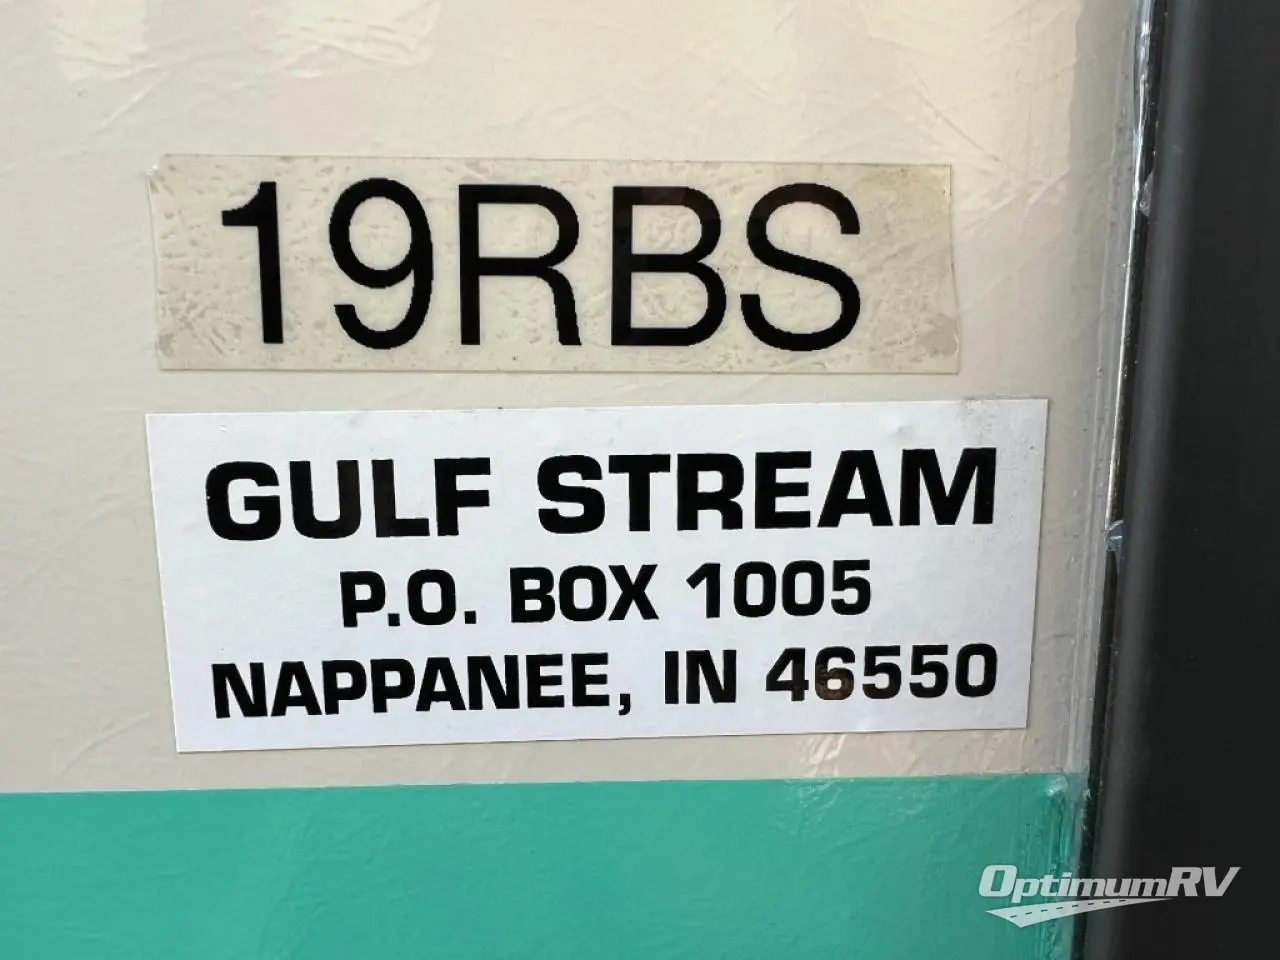 19RBS
GULF STREAM
P.O. BOX 1005
NAPPANEE, IN 46550
OptimumRV